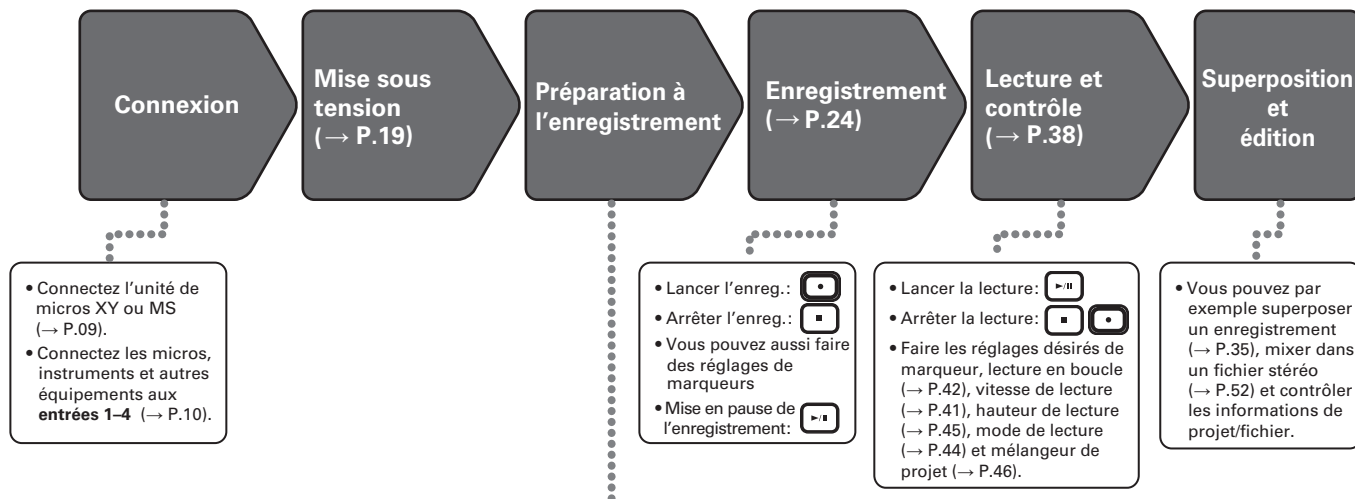 Connexion
Mise sous
tension
(→ P.19)
Préparation à
l'enregistrement
Enregistrement
(→ P.24)
Lecture et
contrôle
(→ P.38)
Superposition
et
édition
• Connectez l'unité de
micros XY ou MS
(→ P.09).
• Connectez les micros,
instruments et autres
équipements aux
entrées 1–4 (→ P.10).
• Lancer l'enreg.:
• Arrêter l'enreg.:
• Vous pouvez aussi faire
des réglages de
marqueurs
• Mise en pause de
l'enregistrement:
• Lancer la lecture:
• Arrêter la lecture:
• Faire les réglages désirés de
marqueur, lecture en boucle
(→ P.42), vitesse de lecture
(→ P.41), hauteur de lecture
(→ P.45), mode de lecture
(→ P.44) et mélangeur de
projet (→ P.46).
• Vous pouvez par
exemple superposer
un enregistrement
(→ P.35), mixer dans
un fichier stéréo
(→ P.52) et contrôler
les informations de
projet/fichier.